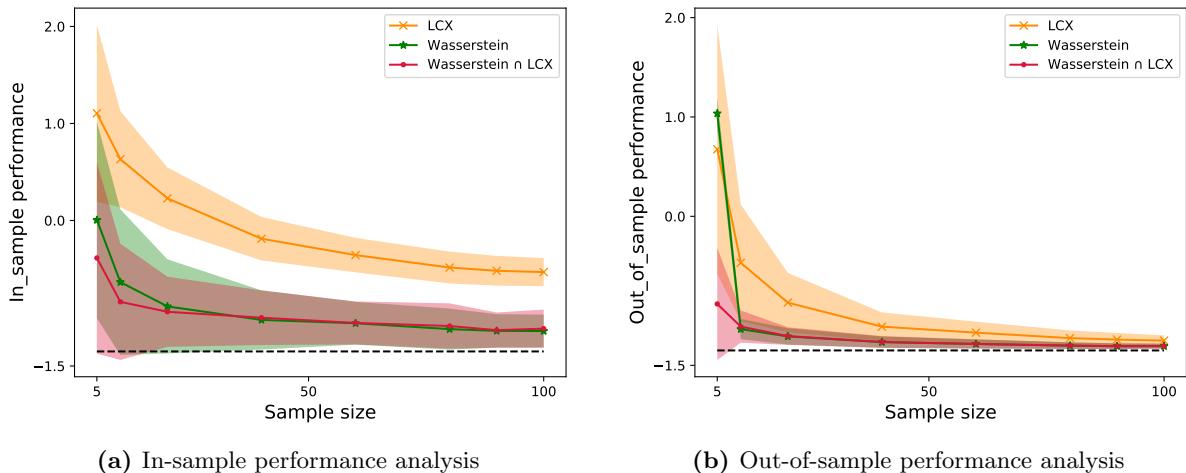 2.0
1.0
0.0
−1.5
In_sample performance
5
50
100
Sample size
LCX
Wasserstein
Wasserstein ∩ LCX
(a) In-sample performance analysis
2.0
1.0
0.0
−1.5
Out_of_sample performance
5
50
100
Sample size
LCX
Wasserstein
Wasserstein ∩ LCX
(b) Out-of-sample performance analysis